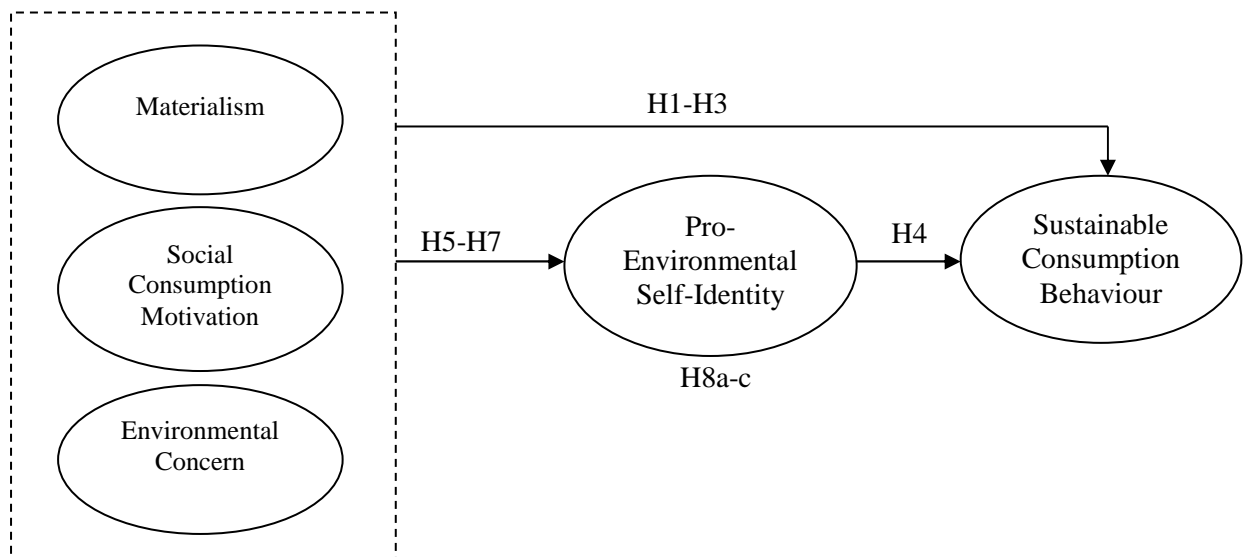 Materialism
Social
Consumption
Motivation
Environmental
Concern
H1-H3
H5-H7
Pro-
Environmental
Self-Identity
H8a-c
H4
Sustainable
Consumption
Behaviour